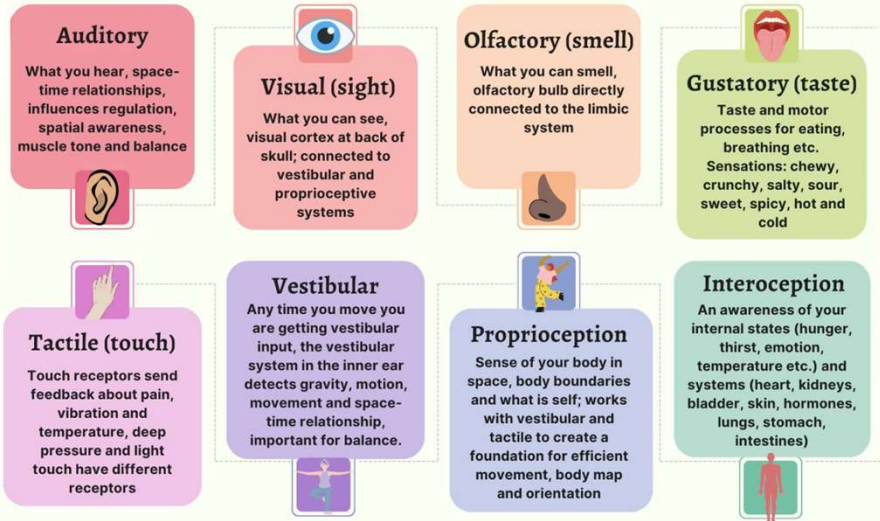 Auditory
What you hear, space-
time relationships,
influences regulation,
spatial awareness,
muscle tone and balance
Visual (sight)
What you can see,
visual cortex at back of
skull; connected to
vestibular and
proprioceptive
systems
Olfactory (smell)
What you can smell,
olfactory bulb directly
connected to the limbic
system
Gustatory (taste)
Taste and motor
processes for eating,
breathing etc.
Sensations: chewy,
crunchy, salty, sour,
sweet, spicy, hot and
cold
Tactile (touch)
Touch receptors send
feedback about pain,
vibration and
temperature, deep
pressure and light
touch have different
receptors
Vestibular
Any time you move you
are getting vestibular
input, the vestibular
system in the inner ear
detects gravity, motion,
movement and space-
time relationship,
important for balance.
Proprioception
Sense of your body in
space, body boundaries
and what is self; works
with vestibular and
tactile to create a
foundation for efficient
movement, body map
and orientation
Interoception
An awareness of your
internal states (hunger,
thirst, emotion,
temperature etc.) and
systems (heart, kidneys,
bladder, skin, hormones,
lungs, stomach,
intestines)